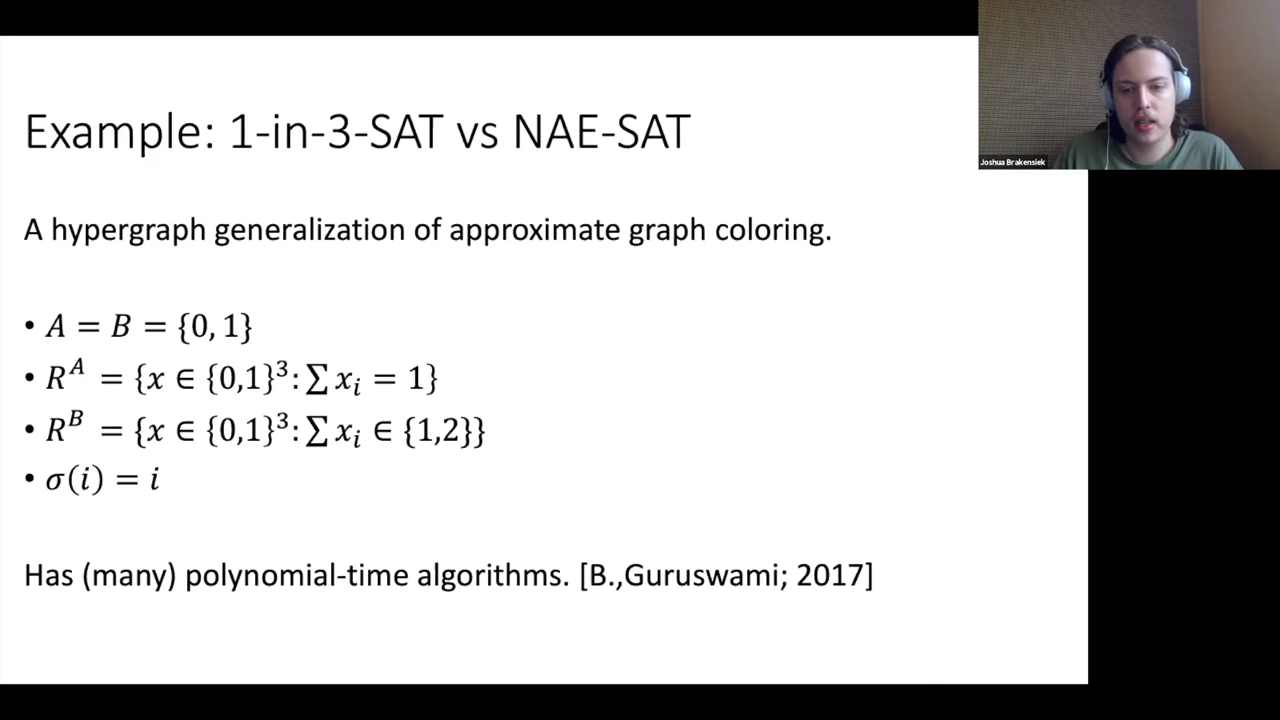 Example: 1-in-3-SAT vs NAE-SAT
Joshua Brakensiek
A hypergraph generalization of approximate graph coloring.
• A = B = {0, 1}
• R^A = {x ∈ {0,1}^3: ∑ x_i = 1}
• R^B = {x ∈ {0,1}^3: ∑ x_i ∈ {1,2}}
• σ(i) = i
Has (many) polynomial-time algorithms. [B.,Guruswami; 2017]